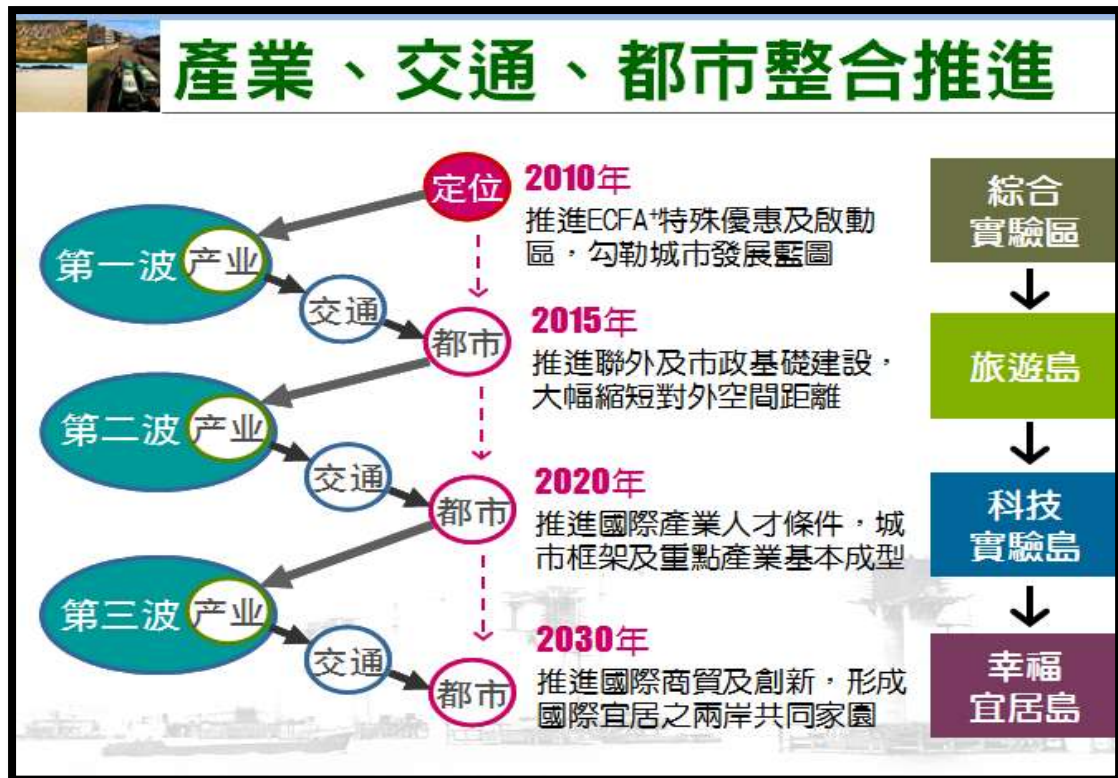 產業、交通、都市整合推進
定位
2010年
推進ECFA⁺特殊優惠及啟動
區，勾勒城市發展藍圖
綜合
實驗區
第一波
产业
交通
都市
2015年
推進聯外及市政基礎建設，
大幅縮短對外空間距離
旅遊島
第二波
产业
交通
都市
2020年
推進國際產業人才條件，城
市框架及重點產業基本成型
科技
實驗島
第三波
产业
交通
都市
2030年
推進國際商貿及創新，形成
國際宜居之兩岸共同家園
幸福
宜居島